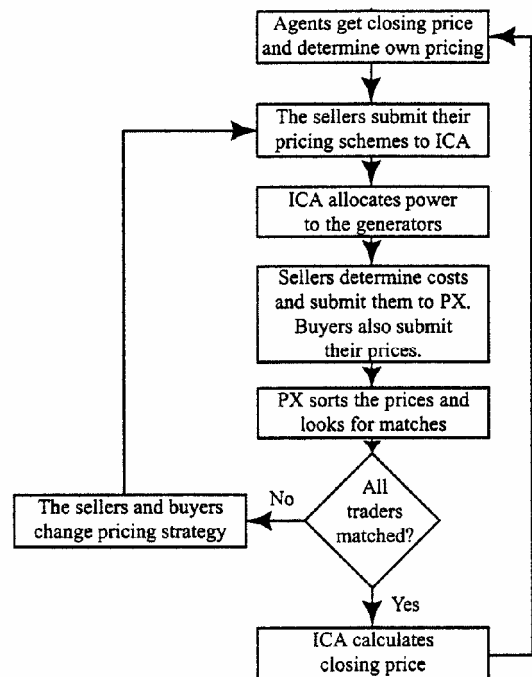 Agents get closing price
and determine own pricing
The sellers submit their
pricing schemes to ICA
ICA allocates power
to the generators
Sellers determine costs
and submit them to PX.
Buyers also submit
their prices.
PX sorts the prices and
looks for matches
All
traders
matched?
No
The sellers and buyers
change pricing strategy
Yes
ICA calculates
closing price